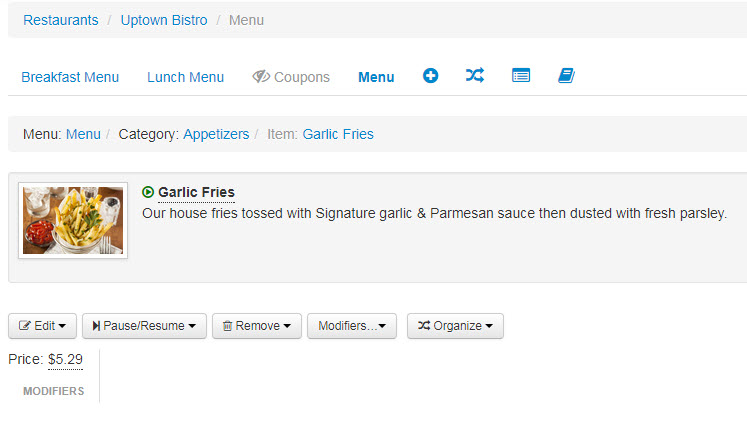 Restaurants / Uptown Bistro / Menu
Breakfast Menu Lunch Menu Coupons Menu
Menu: Menu / Category: Appetizers / Item: Garlic Fries
Garlic Fries
Our house fries tossed with Signature garlic & Parmesan sauce then dusted with fresh parsley.
Edit Pause/Resume Remove Modifiers... Organize
Price: $5.29
MODIFIERS